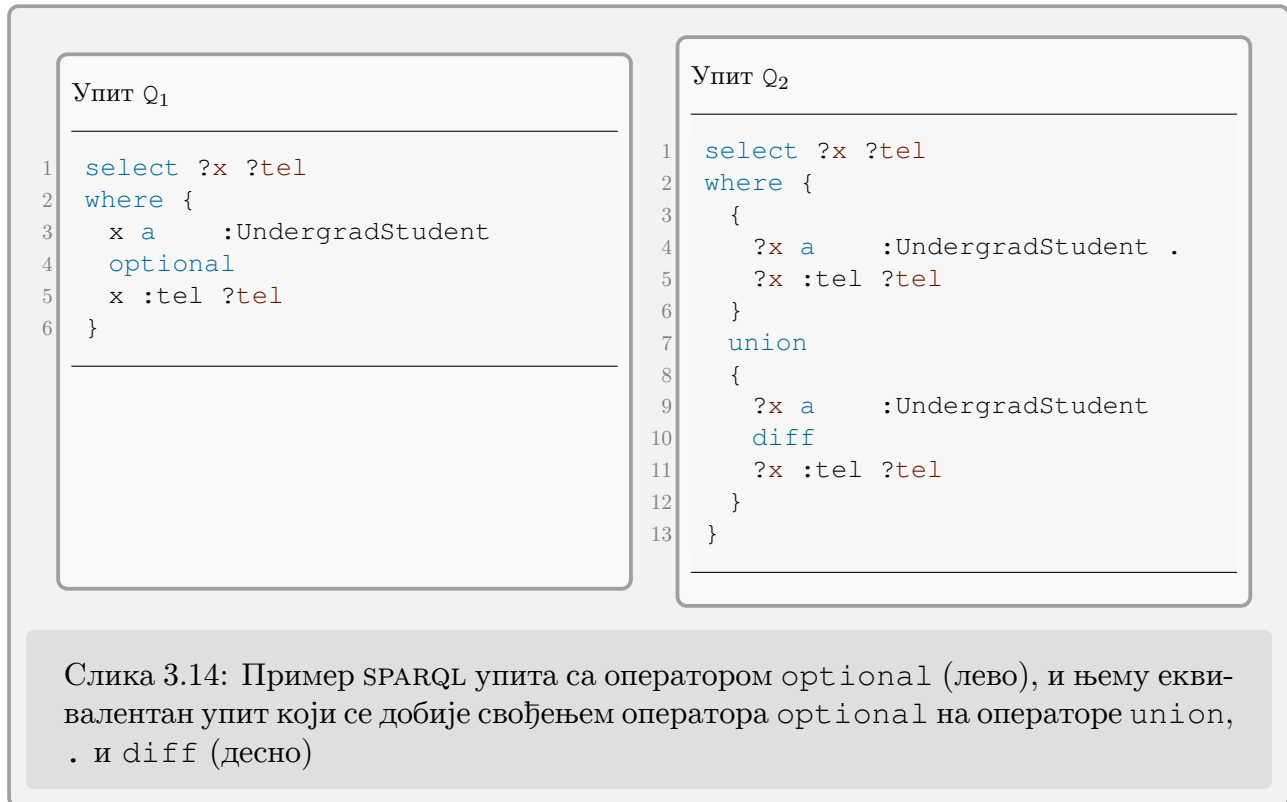 Упит Q₁
1 select ?x ?tel
2 where {
3   x a     :UndergradStudent
4   optional
5   x :tel ?tel
6 }
Упит Q₂
1 select ?x ?tel
2 where {
3   {
4     ?x a     :UndergradStudent .
5     ?x :tel ?tel
6   }
7   union
8   {
9     ?x a     :UndergradStudent
10     diff
11     ?x :tel ?tel
12   }
13 }
Слика 3.14: Пример SPARQL упита са оператором optional (лево), и њему екви-
валентан упит који се добије свођењем оператора optional на операторе union,
. и diff (десно)